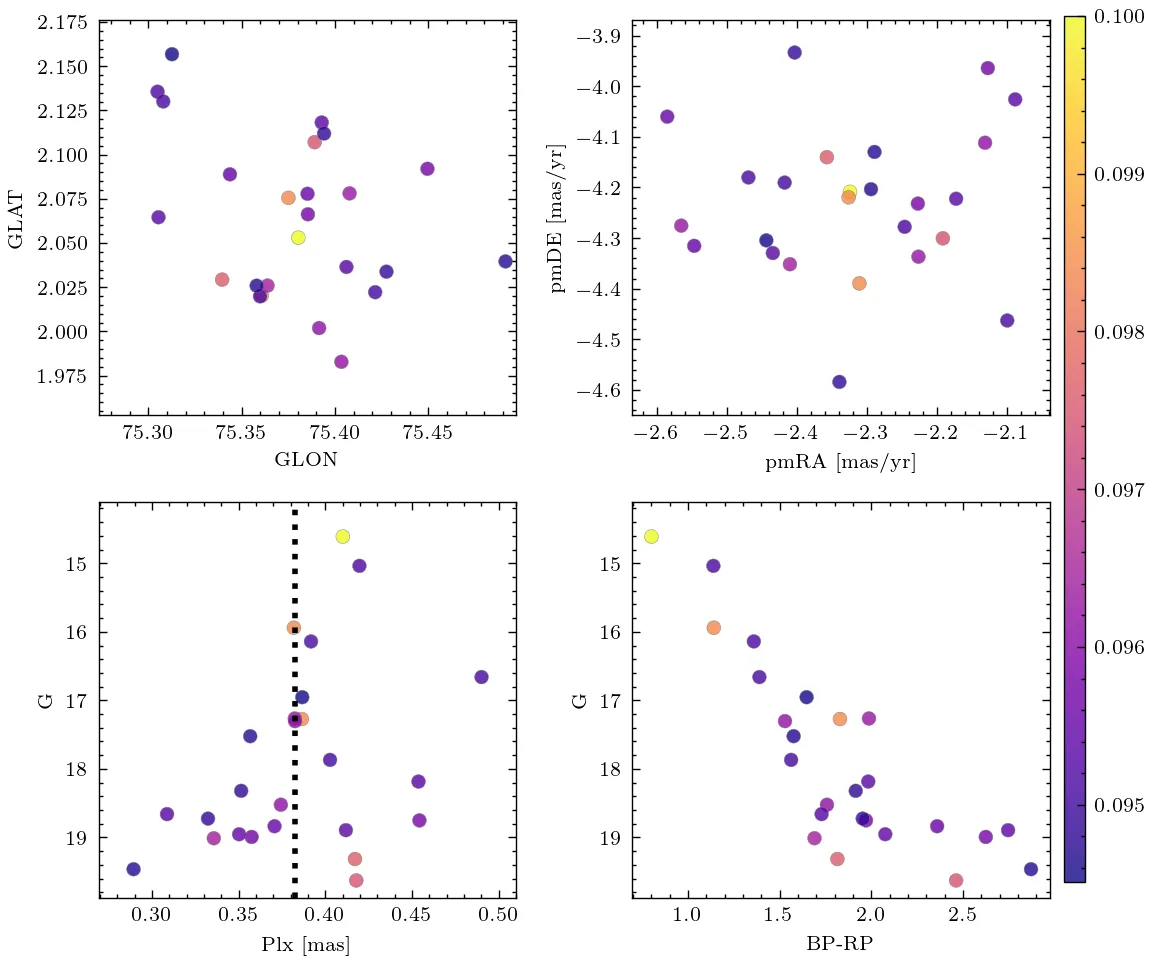 2.175
2.150
2.125
2.100
2.075
2.050
2.025
2.000
1.975
GLAT
75.30 75.35 75.40 75.45
GLON
−3.9
−4.0
−4.1
−4.2
−4.3
−4.4
−4.5
−4.6
pmDE [mas/yr]
−2.6 −2.5 −2.4 −2.3 −2.2 −2.1
pmRA [mas/yr]
15
16
17
18
19
G
0.30 0.35 0.40 0.45 0.50
Plx [mas]
15
16
17
18
19
G
1.0 1.5 2.0 2.5
BP-RP
0.100
0.099
0.098
0.097
0.096
0.095